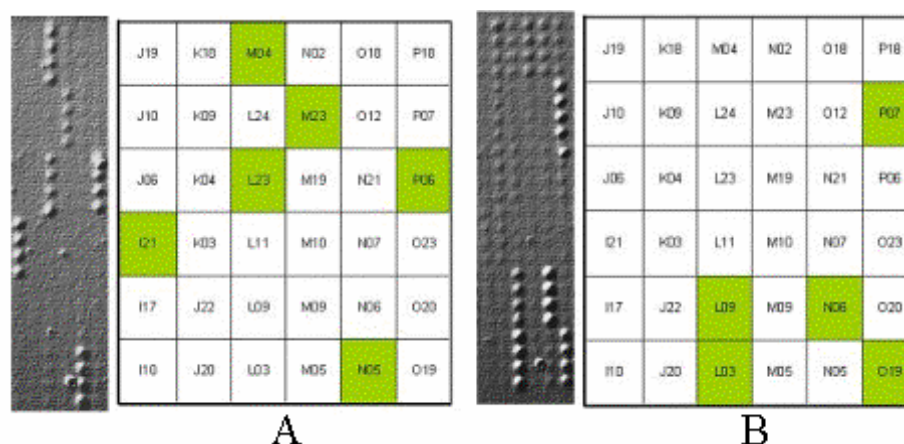 J19 K18 M04 N02 O18 P18
J10 K09 L24 M23 O12 P07
J06 K04 L23 M19 N21 P06
I21 K03 L11 M10 N07 O23
I17 J22 L09 M09 N06 O20
I10 J20 L03 M05 N05 O19
A
J19 K18 M04 N02 O18 P18
J10 K09 L24 M23 O12 P07
J06 K04 L23 M19 N21 P06
I21 K03 L11 M10 N07 O23
I17 J22 L09 M09 N06 O20
I10 J20 L03 M05 N05 O19
B